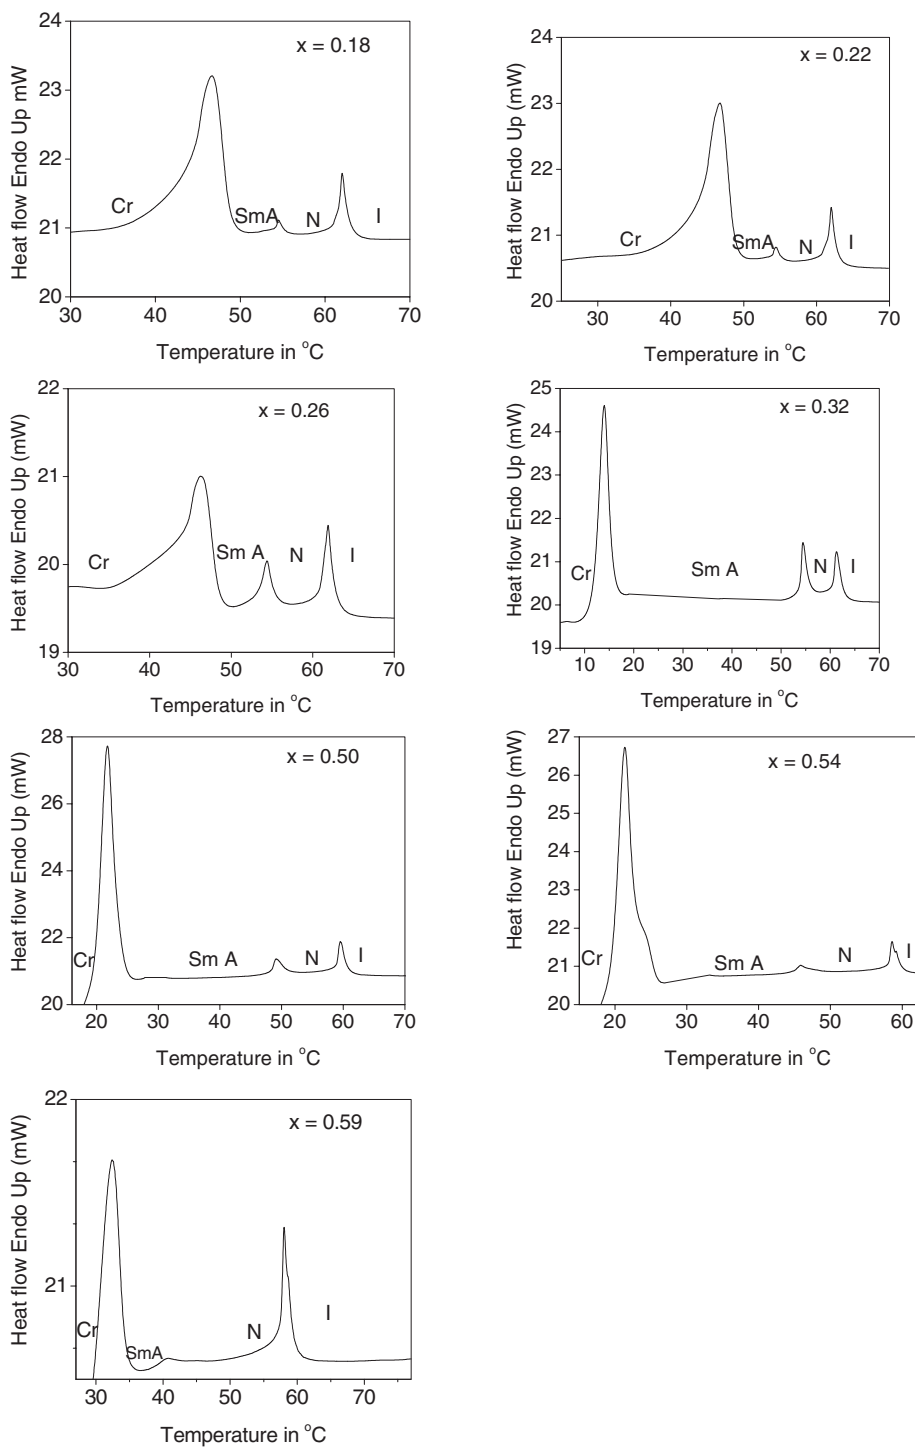 Heat flow Endo Up mW
24
23
22
21
20
x = 0.18
Cr
SmA
N
I
30 40 50 60 70
Temperature in °C
Heat flow Endo Up (mW)
24
23
22
21
20
x = 0.22
Cr
SmA
N
I
30 40 50 60 70
Temperature in °C
Heat flow Endo Up (mW)
22
21
20
19
x = 0.26
Cr
Sm A
N
I
30 40 50 60 70
Temperature in °C
Heat flow Endo Up (mW)
25
24
23
22
21
20
19
x = 0.32
Cr
Sm A
N
I
10 20 30 40 50 60 70
Temperature in °C
Heat flow Endo Up (mW)
28
26
24
22
20
x = 0.50
Cr
Sm A
N
I
20 30 40 50 60 70
Temperature in °C
Heat flow Endo Up (mW)
27
26
25
24
23
22
21
20
x = 0.54
Cr
Sm A
N
I
20 30 40 50 60
Temperature in °C
Heat flow Endo Up (mW)
22
21
x = 0.59
Cr
SmA
N
I
30 40 50 60 70
Temperature in °C